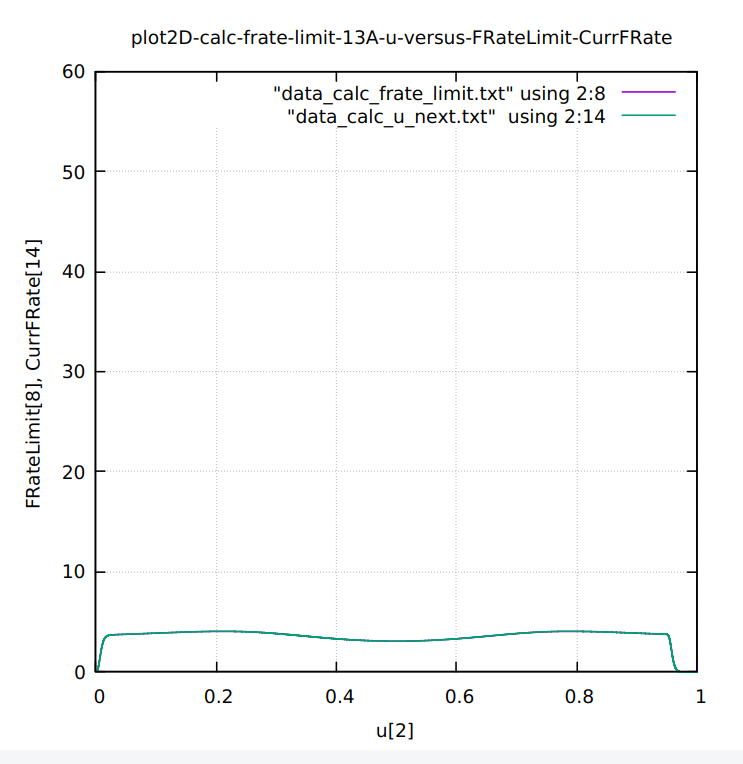 plot2D-calc-frate-limit-13A-u-versus-FRateLimit-CurrFRate
"data_calc_frate_limit.txt" using 2:8
"data_calc_u_next.txt"  using 2:14
60
50
40
30
20
10
0
FRateLimit[8], CurrFRate[14]
0 0.2 0.4 0.6 0.8 1
u[2]